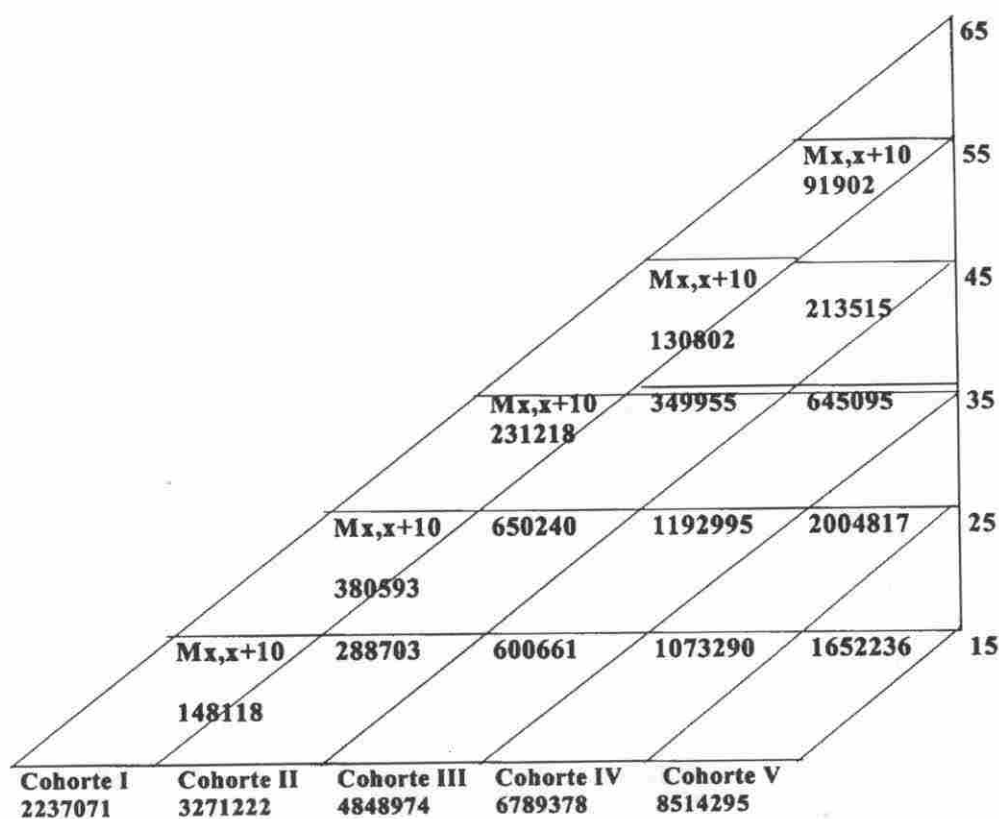 65
Mx,x+10 55
91902
Mx,x+10 45
213515
130802
Mx,x+10 349955 645095 35
231218
Mx,x+10 650240 1192995 2004817 25
380593
Mx,x+10 288703 600661 1073290 1652236 15
148118
Cohorte I Cohorte II Cohorte III Cohorte IV Cohorte V
2237071 3271222 4848974 6789378 8514295